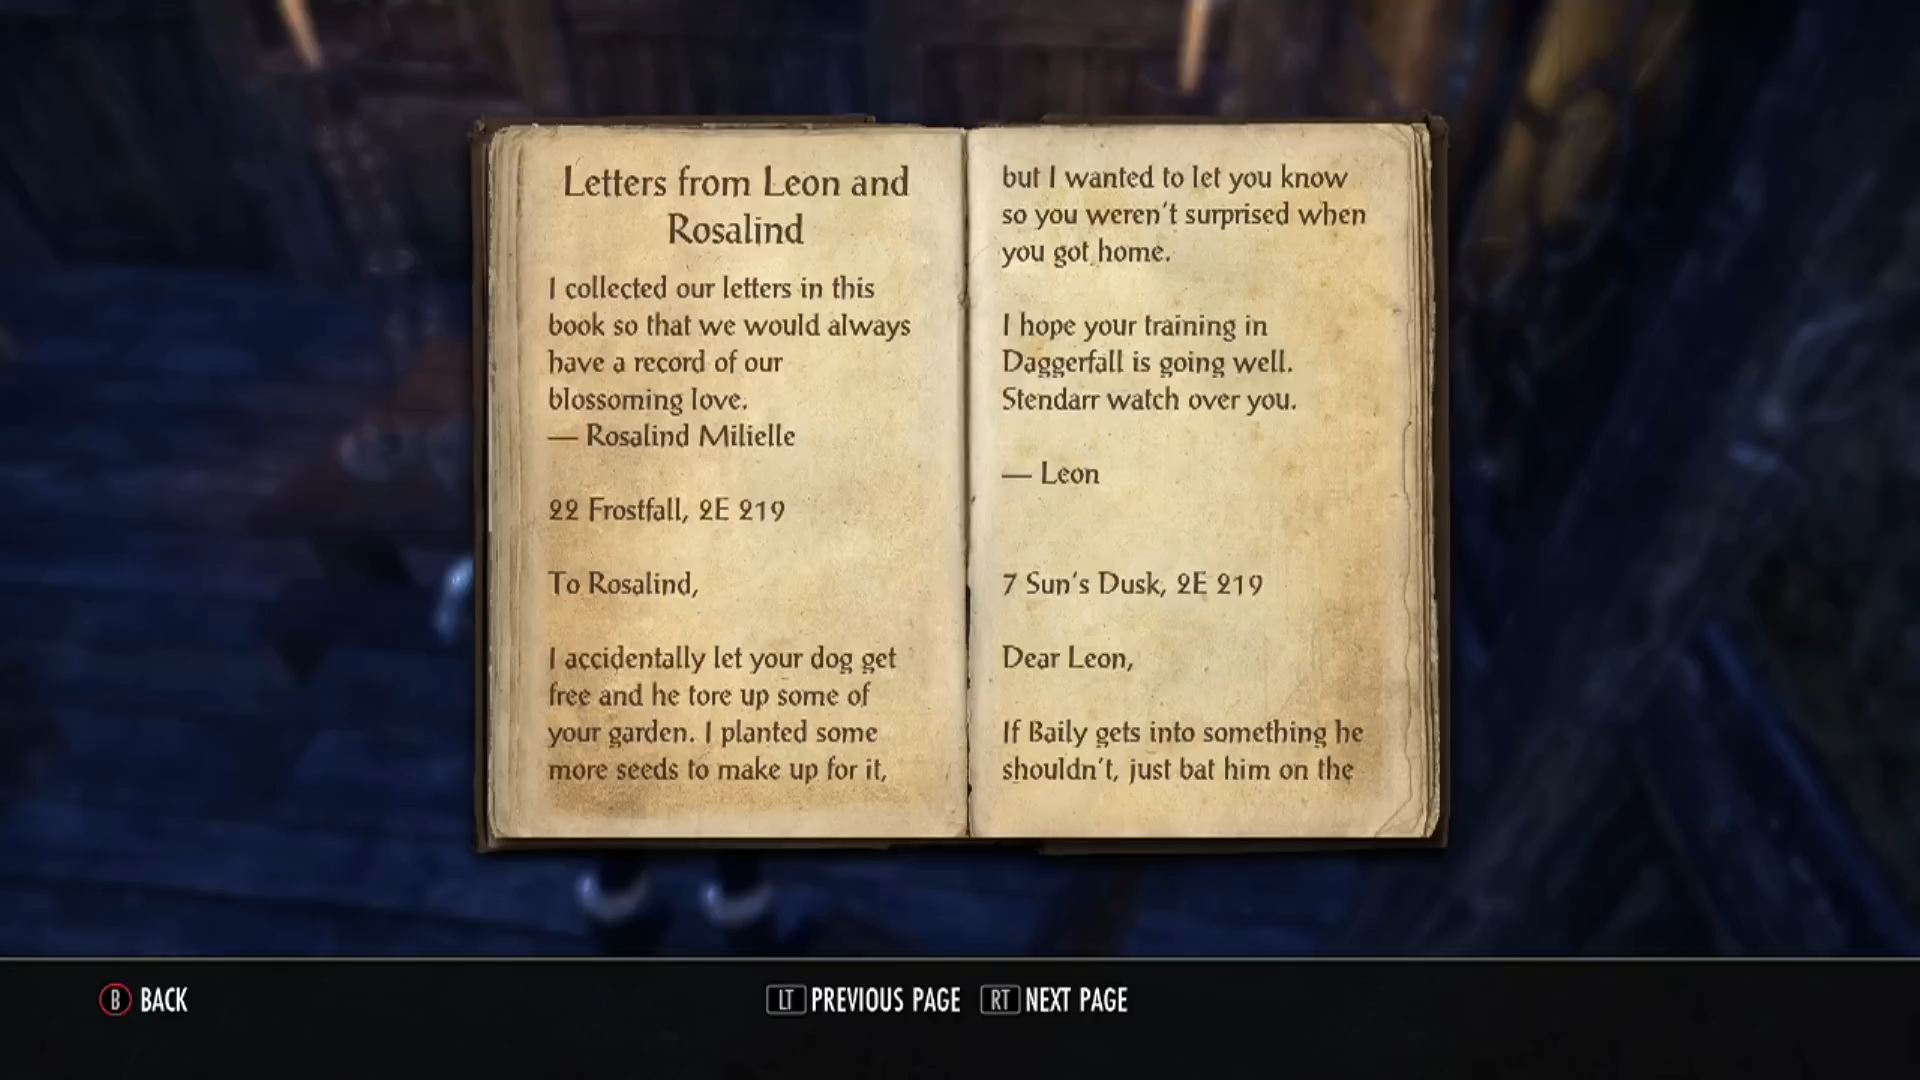 Letters from Leon and
Rosalind
I collected our letters in this
book so that we would always
have a record of our
blossoming love.
— Rosalind Milielle
22 Frostfall, 2E 219
To Rosalind,
I accidentally let your dog get
free and he tore up some of
your garden. I planted some
more seeds to make up for it,
but I wanted to let you know
so you weren't surprised when
you got home.
I hope your training in
Daggerfall is going well.
Stendarr watch over you.
— Leon
7 Sun's Dusk, 2E 219
Dear Leon,
If Baily gets into something he
shouldn't, just bat him on the
B BACK
LT PREVIOUS PAGE RT NEXT PAGE